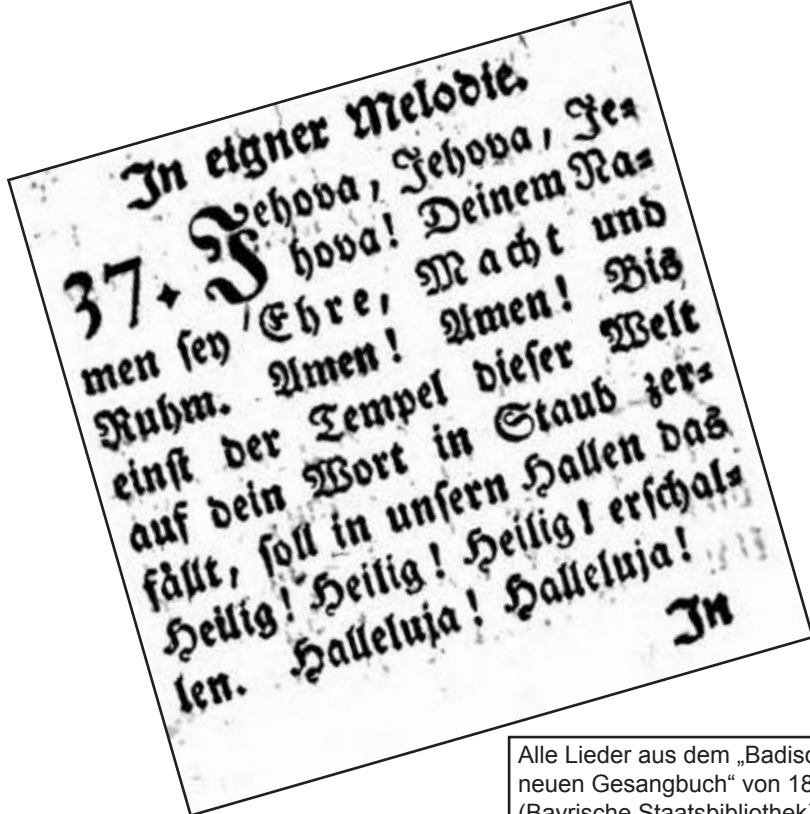 In eigner Melodie.
37. Jehova, Jehova, Je⸗
hova! Deinem Na⸗
men sey Ehre, Macht und
Ruhm. Amen! Amen! Bis
einst der Tempel dieser Welt
auf dein Wort in Staub zer⸗
fällt, soll in unsern Hallen das
Heilig! Heilig! Heilig! erschal⸗
len. Halleluja! Halleluja!
In
Alle Lieder aus dem „Badisc
neuen Gesangbuch“ von 18
(Bayrische Staatsbibliothek)